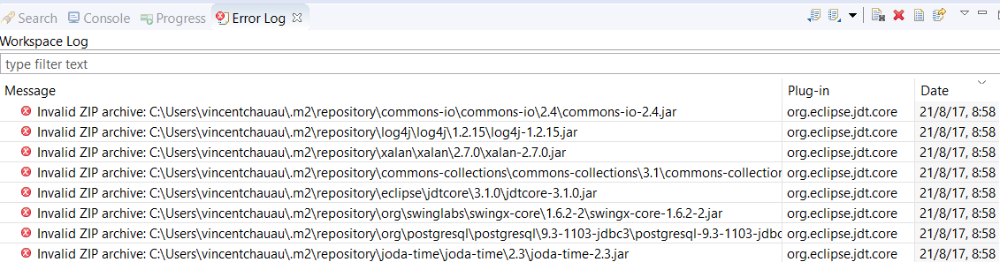 Search Console Progress Error Log
Workspace Log
type filter text
Message Plug-in Date
Invalid ZIP archive: C:\Users\vincentchauau\.m2\repository\commons-io\commons-io\2.4\commons-io-2.4.jar org.eclipse.jdt.core 21/8/17, 8:58
Invalid ZIP archive: C:\Users\vincentchauau\.m2\repository\log4j\log4j\1.2.15\log4j-1.2.15.jar org.eclipse.jdt.core 21/8/17, 8:58
Invalid ZIP archive: C:\Users\vincentchauau\.m2\repository\xalan\xalan\2.7.0\xalan-2.7.0.jar org.eclipse.jdt.core 21/8/17, 8:58
Invalid ZIP archive: C:\Users\vincentchauau\.m2\repository\commons-collections\commons-collections\3.1\commons-collection org.eclipse.jdt.core 21/8/17, 8:58
Invalid ZIP archive: C:\Users\vincentchauau\.m2\repository\eclipse\jdtcore\3.1.0\jdtcore-3.1.0.jar org.eclipse.jdt.core 21/8/17, 8:58
Invalid ZIP archive: C:\Users\vincentchauau\.m2\repository\org\swinglabs\swingx-core\1.6.2-2\swingx-core-1.6.2-2.jar org.eclipse.jdt.core 21/8/17, 8:58
Invalid ZIP archive: C:\Users\vincentchauau\.m2\repository\org\postgresql\postgresql\9.3-1103-jdbc3\postgresql-9.3-1103-jdbc org.eclipse.jdt.core 21/8/17, 8:58
Invalid ZIP archive: C:\Users\vincentchauau\.m2\repository\joda-time\joda-time\2.3\joda-time-2.3.jar org.eclipse.jdt.core 21/8/17, 8:58